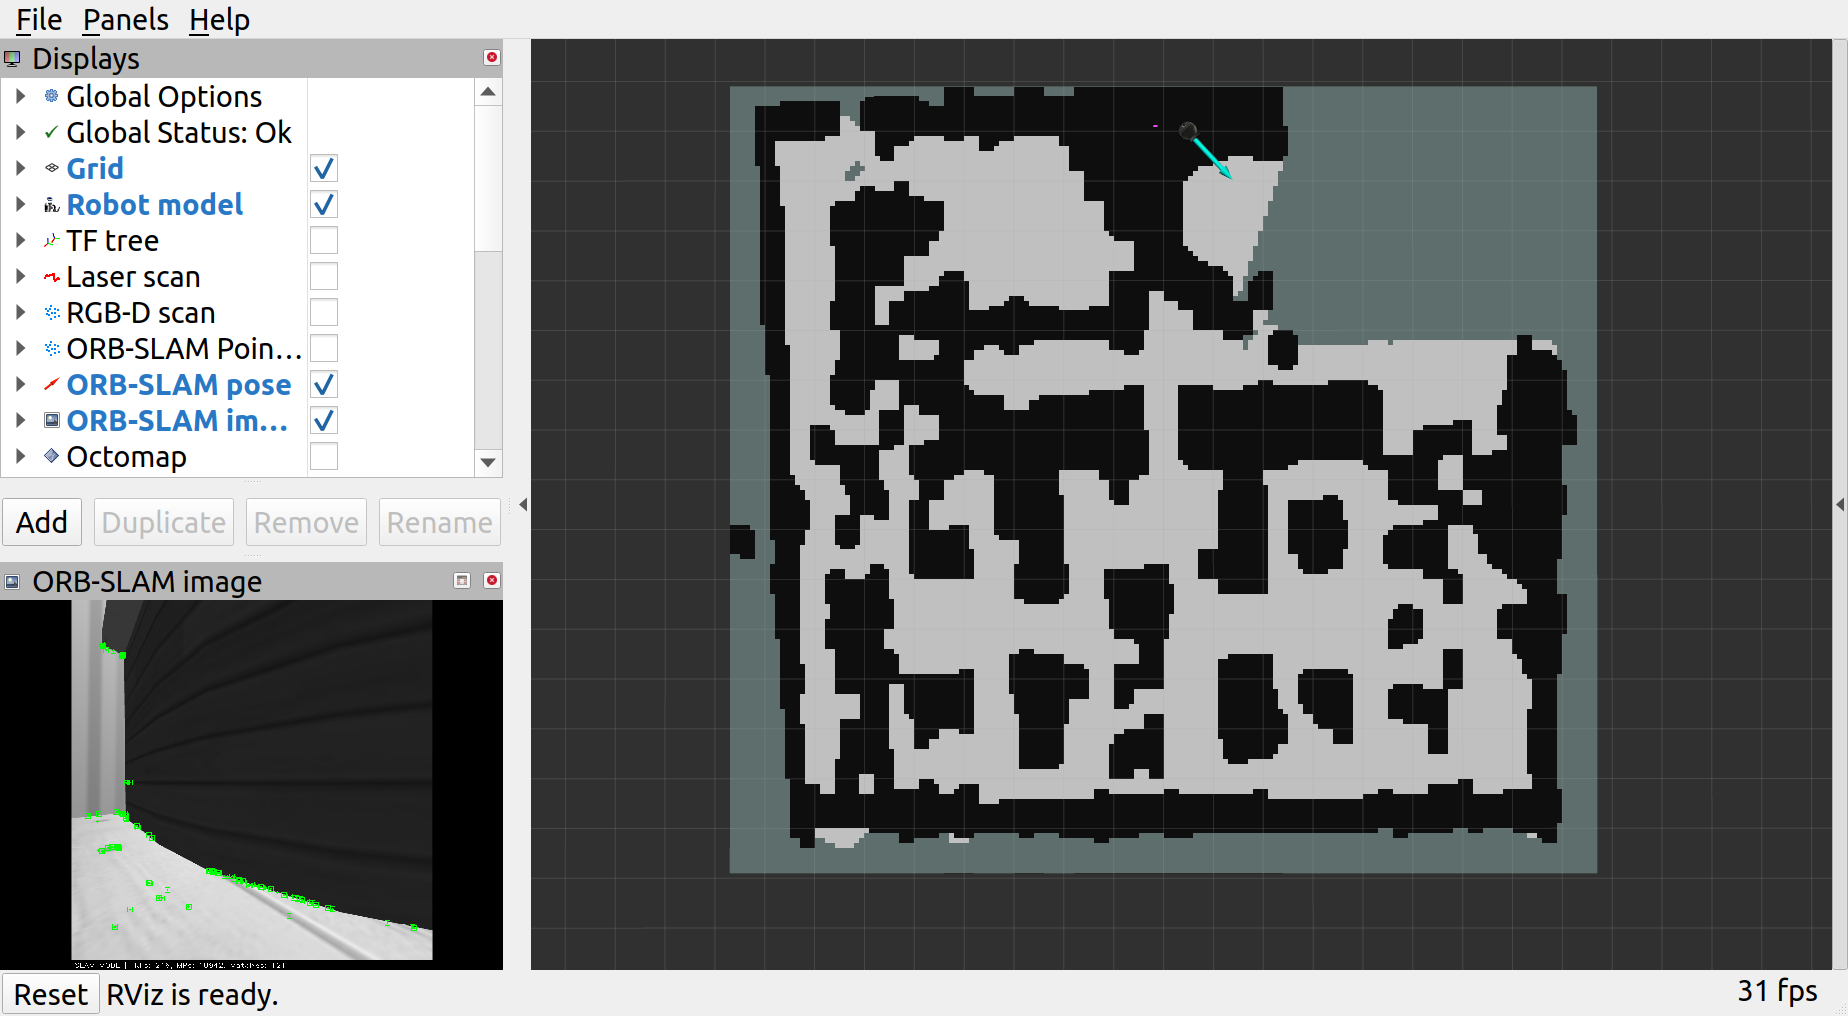 File Panels Help
Displays
Global Options
Global Status: Ok
Grid
Robot model
TF tree
Laser scan
RGB-D scan
ORB-SLAM Poin...
ORB-SLAM pose
ORB-SLAM im...
Octomap
Add Duplicate Remove Rename
ORB-SLAM image
SLAM MODE |
Reset RViz is ready.
31 fps